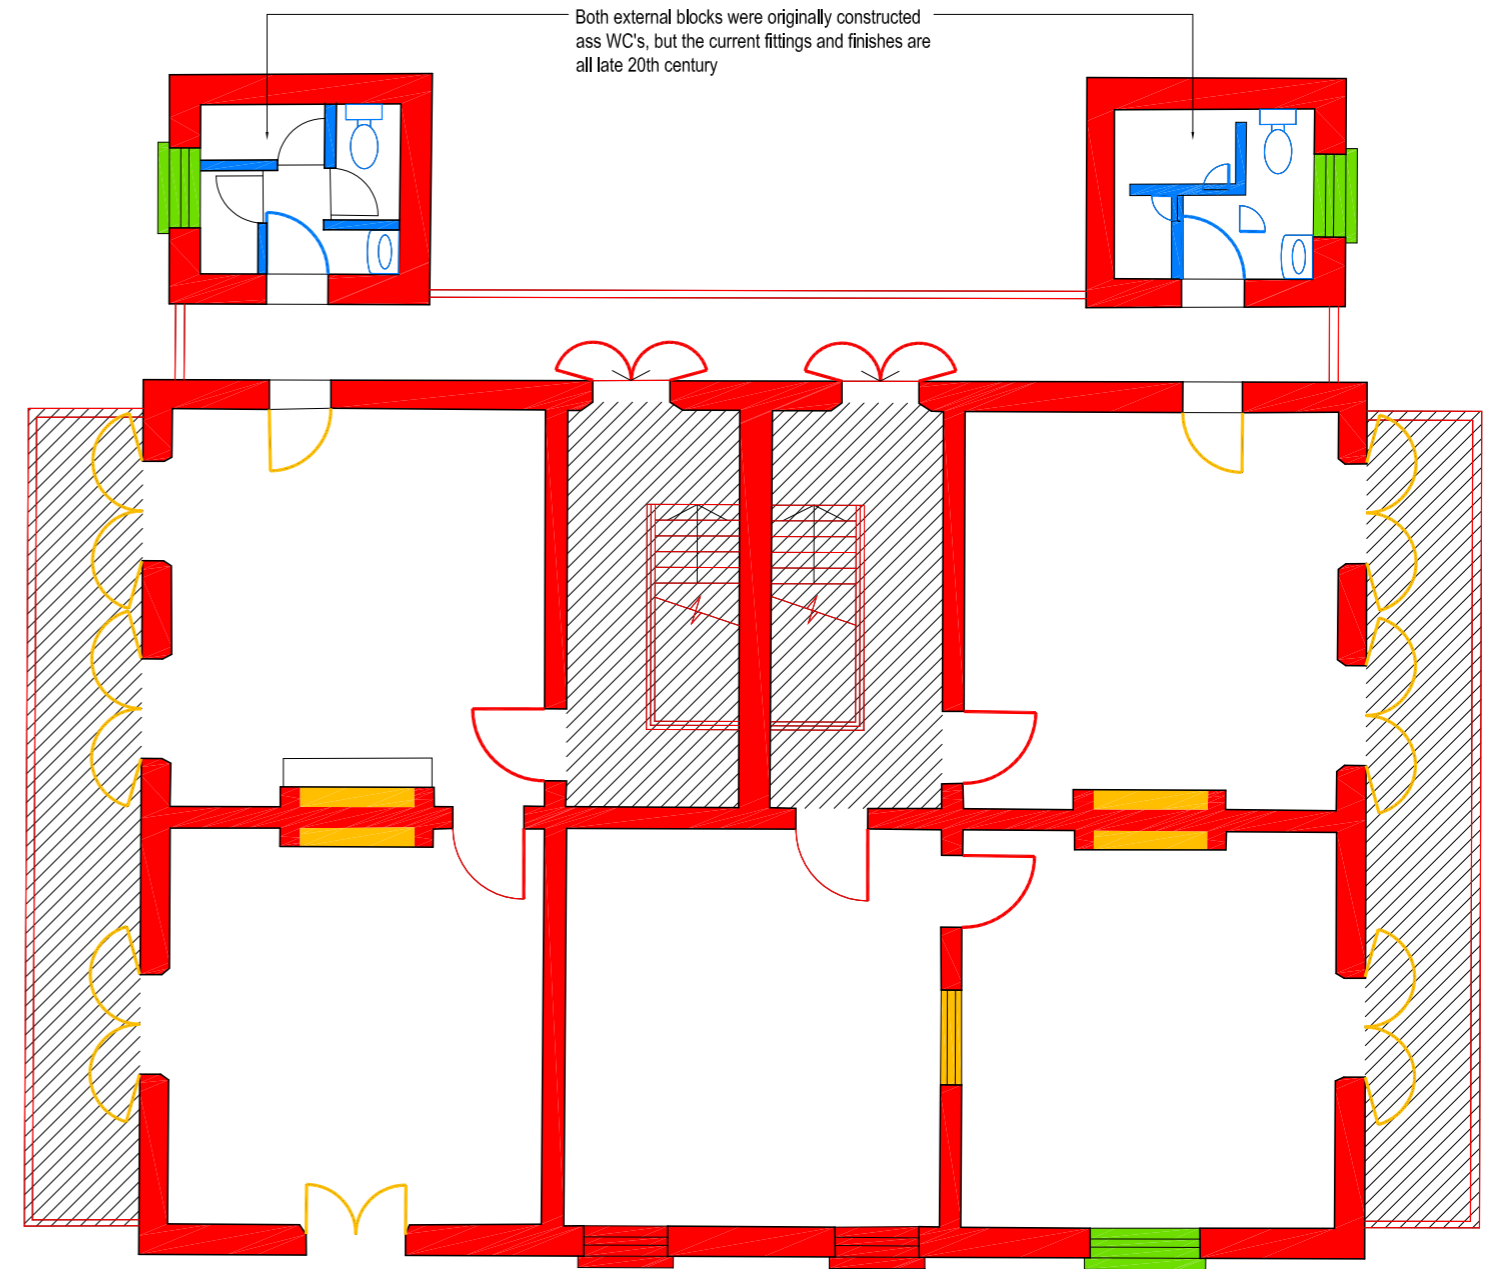 Both external blocks were originally constructed
ass WC's, but the current fittings and finishes are
all late 20th century